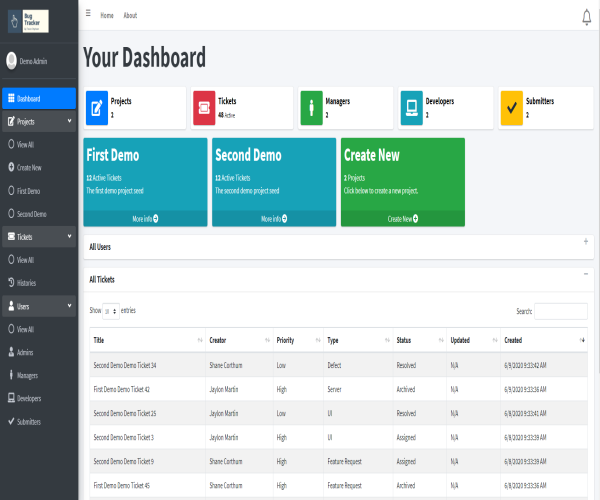 Bug
Tracker
Home
About
Demo Admin
Dashboard
Projects
View All
Create New
First Demo
Second Demo
Tickets
View All
Histories
Users
View All
Admins
Managers
Developers
Submitters
Your Dashboard
Projects
2
Tickets
48 Active
Managers
2
Developers
2
Submitters
2
First Demo
12 Active Tickets
The first demo project seed
More info
Second Demo
12 Active Tickets
The second demo project seed
More info
Create New
2 Projects
Click below to create a new project.
Create New
All Users
All Tickets
Show entries
Search:
Title Creator Priority Type Status Updated Created
Second Demo Demo Ticket 34 Shane Corthum Low Defect Resolved N/A 6/9/2020 9:33:42 AM
First Demo Demo Ticket 42 Jaylon Martin High Server Archived N/A 6/9/2020 9:33:36 AM
Second Demo Demo Ticket 25 Jaylon Martin Low UI Resolved N/A 6/9/2020 9:33:41 AM
Second Demo Demo Ticket 3 Jaylon Martin High UI Assigned N/A 6/9/2020 9:33:39 AM
Second Demo Demo Ticket 9 Shane Corthum High Feature Request Assigned N/A 6/9/2020 9:33:39 AM
First Demo Demo Ticket 45 Shane Corthum High Feature Request Archived N/A 6/9/2020 9:33:36 AM